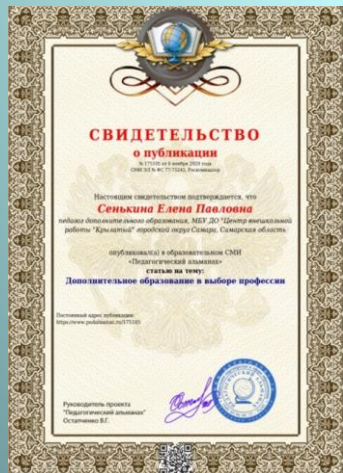 СВИДЕТЕЛЬСТВО
о публикации
Настоящим свидетельством подтверждается, что
Сенькина Елена Павловна
педагог дополнительного образования, МБУ ДО "Центр внешкольной
работы "Крылатый" городской округ Самара, Самарская область
опубликовал(а) в образовательном СМИ
«Педагогический альманах»
статью на тему:
Дополнительное образование в выборе профессии
Постоянный адрес публикации:
Руководитель проекта
"Педагогический альманах"
Остапченко В.Г.